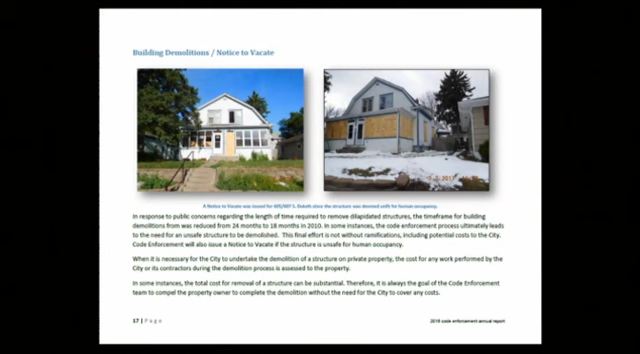 Building Demolitions / Notice to Vacate
A Notice to Vacate was issued for 605/607 S. Duluth since the structure was deemed unfit for human occupancy.
In response to public concerns regarding the length of time required to remove dilapidated structures, the timeframe for building
demolitions from was reduced from 24 months to 18 months in 2010. In some instances, the code enforcement process ultimately leads
to the need for an unsafe structure to be demolished. This final effort is not without ramifications, including potential costs to the City.
Code Enforcement will also issue a Notice to Vacate if the structure is unsafe for human occupancy.
When it is necessary for the City to undertake the demolition of a structure on private property, the cost for any work performed by the
City or its contractors during the demolition process is assessed to the property.
In some instances, the total cost for removal of a structure can be substantial. Therefore, it is always the goal of the Code Enforcement
team to compel the property owner to complete the demolition without the need for the City to cover any costs.
17 | Page
code enforcement annual report